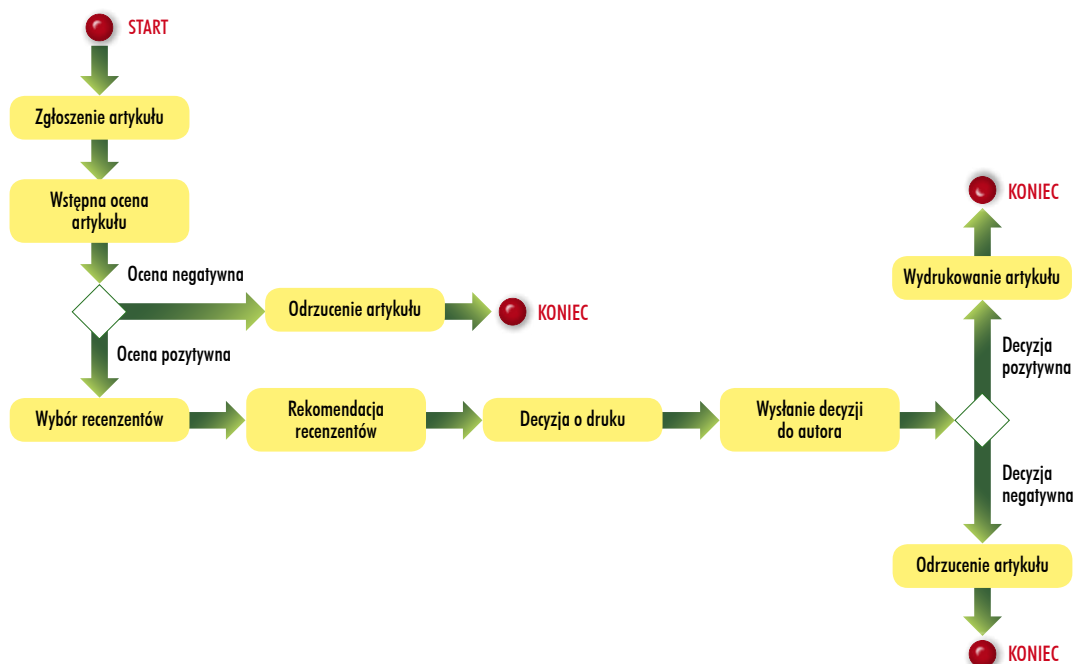 START
Zgłoszenie artykułu
Wstępna ocena
artykułu
Ocena negatywna
Odrzucenie artykułu
KONIEC
Ocena pozytywna
Wybór recenzentów
Rekomendacja
recenzentów
Decyzja o druku
Wysłanie decyzji
do autora
KONIEC
Wydrukowanie artykułu
Decyzja
pozytywna
Decyzja
negatywna
Odrzucenie artykułu
KONIEC